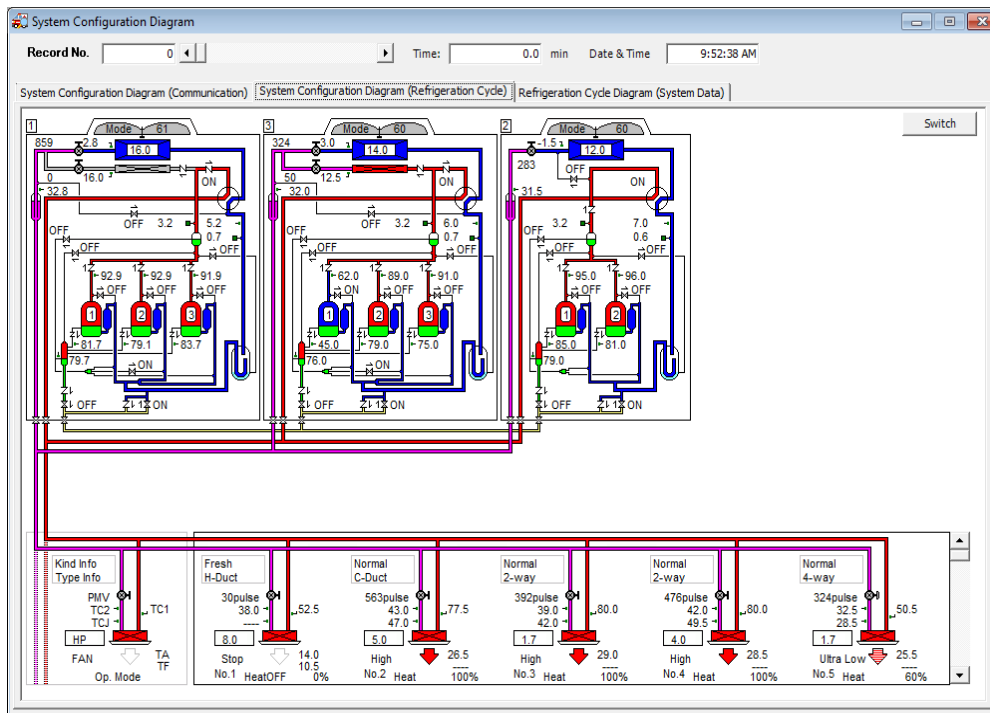 System Configuration Diagram
Record No. 0 Time: 0.0 min Date & Time 9:52:38 AM
System Configuration Diagram (Communication) System Configuration Diagram (Refrigeration Cycle) Refrigeration Cycle Diagram (System Data)
Switch
1 Mode 61
859 2.8 16.0
16.0 ON
0
32.8
OFF
3.2 5.2
OFF 0.7
OFF OFF
92.9 92.9 91.9
OFF OFF
1 2 3
81.7 79.1 83.7
79.7
ON
OFF 1 ON
3 Mode 60
324 3.0 14.0
12.5 ON
50
32.0
OFF
3.2 6.0
OFF 0.7
OFF OFF
62.0 89.0 91.0
ON OFF
1 2 3
45.0 79.0 75.0
76.0
OFF
OFF 1 ON
2 Mode 60
-1.5 12.0
283 OFF
ON
31.5
3.2 7.0
OFF 0.6
OFF OFF
95.0 96.0
OFF
1 2
85.0 81.0
79.0
OFF 1 ON
Kind Info
Type Info
PMV
TC2 TC1
TCJ
HP
FAN TA
TF
Op. Mode
Fresh
H-Duct
30pulse
38.0 52.5
----
8.0
Stop 14.0
10.5
No.1 HeatOFF 0%
Normal
C-Duct
563pulse
43.0 77.5
47.0
5.0
High 26.5
----
No.2 Heat 100%
Normal
2-way
392pulse
39.0 80.0
42.0
1.7
High 29.0
----
No.3 Heat 100%
Normal
2-way
476pulse
42.0 80.0
49.5
4.0
High 28.5
----
No.4 Heat 100%
Normal
4-way
324pulse
32.5 50.5
28.5
1.7
Ultra Low 25.5
----
No.5 Heat 60%